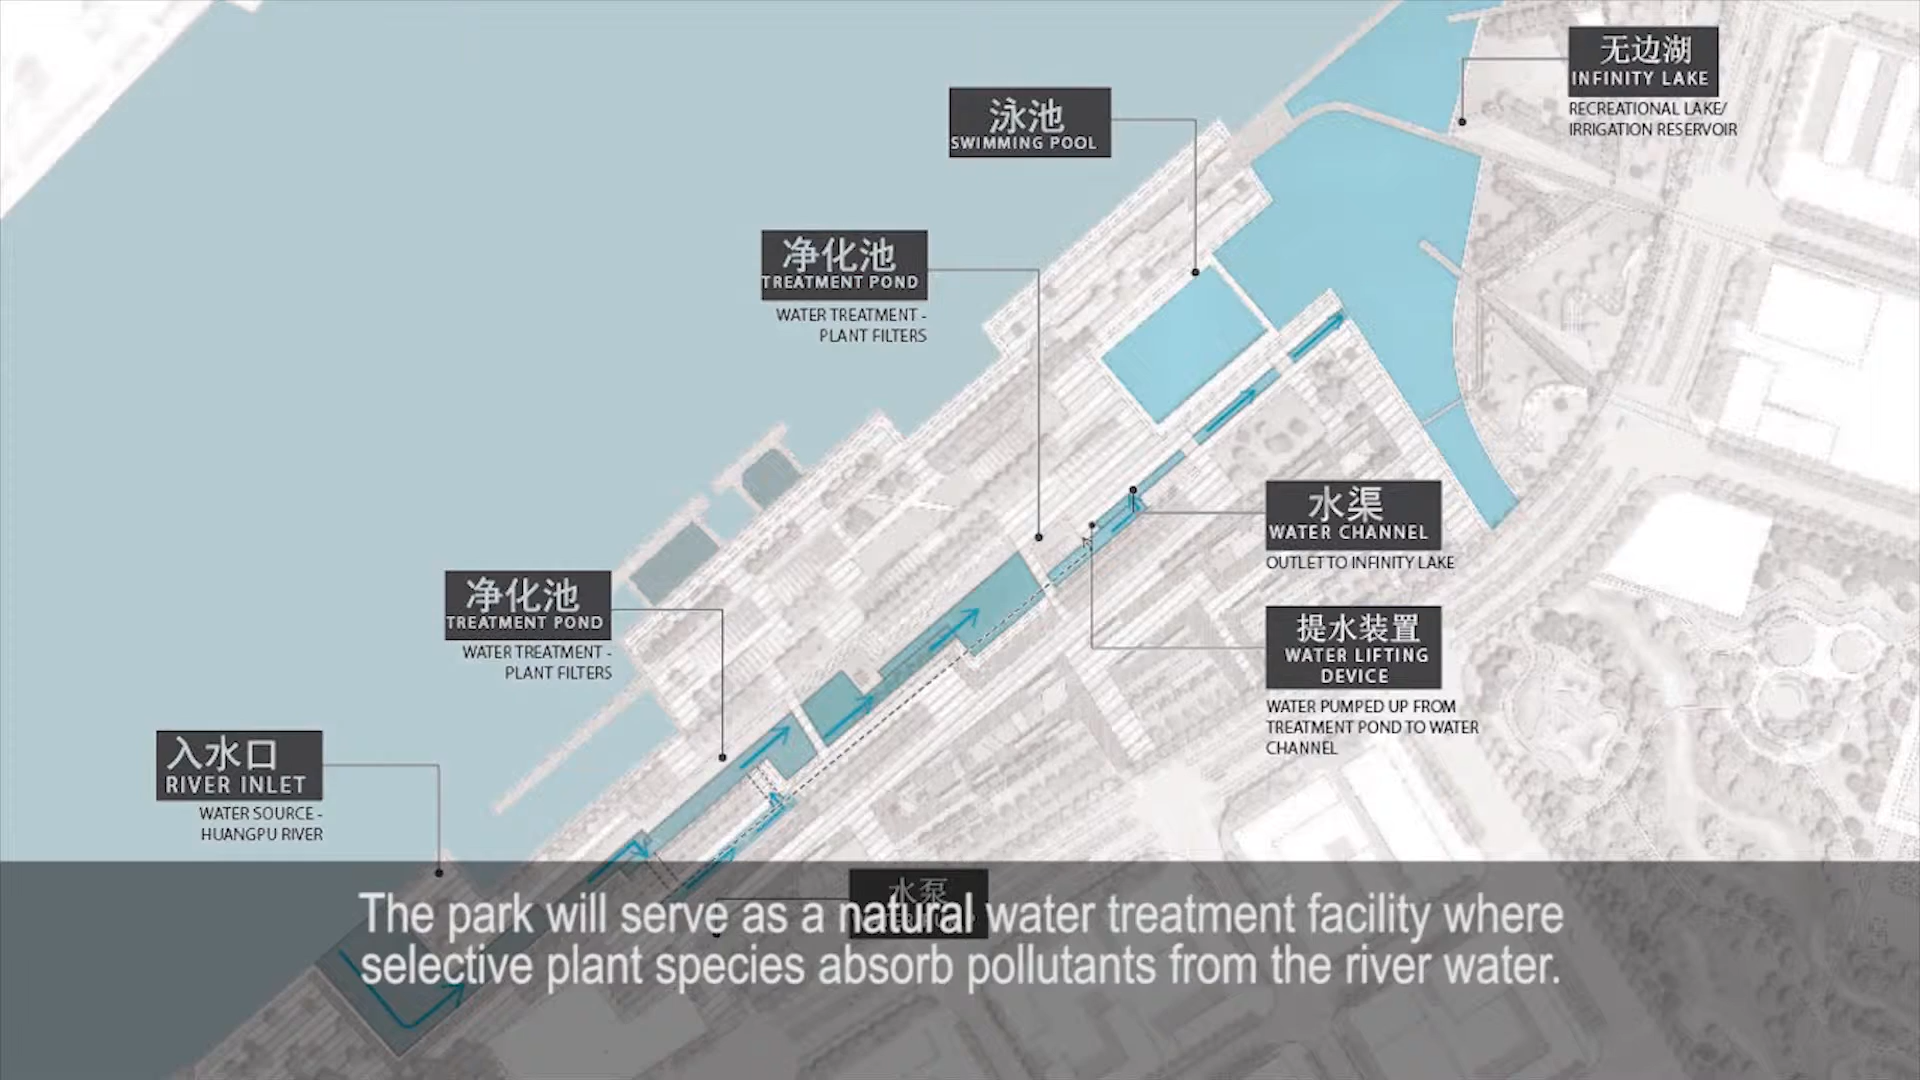 无边湖
INFINITY LAKE
RECREATIONAL LAKE/
IRRIGATION RESERVOIR
泳池
SWIMMING POOL
净化池
TREATMENT POND
WATER TREATMENT -
PLANT FILTERS
水渠
WATER CHANNEL
OUTLET TO INFINITY LAKE
净化池
TREATMENT POND
WATER TREATMENT -
PLANT FILTERS
提水装置
WATER LIFTING
DEVICE
WATER PUMPED UP FROM
TREATMENT POND TO WATER
CHANNEL
入水口
RIVER INLET
WATER SOURCE -
HUANGPU RIVER
水泵
The park will serve as a natural water treatment facility where
selective plant species absorb pollutants from the river water.